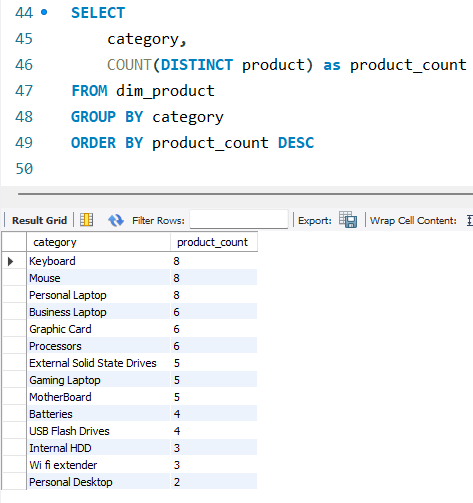 44 SELECT
45 category,
46 COUNT(DISTINCT product) as product_count
47 FROM dim_product
48 GROUP BY category
49 ORDER BY product_count DESC
50
Result Grid Filter Rows: Export: Wrap Cell Content:
category product_count
Keyboard 8
Mouse 8
Personal Laptop 8
Business Laptop 6
Graphic Card 6
Processors 6
External Solid State Drives 5
Gaming Laptop 5
MotherBoard 5
Batteries 4
USB Flash Drives 4
Internal HDD 3
Wi fi extender 3
Personal Desktop 2